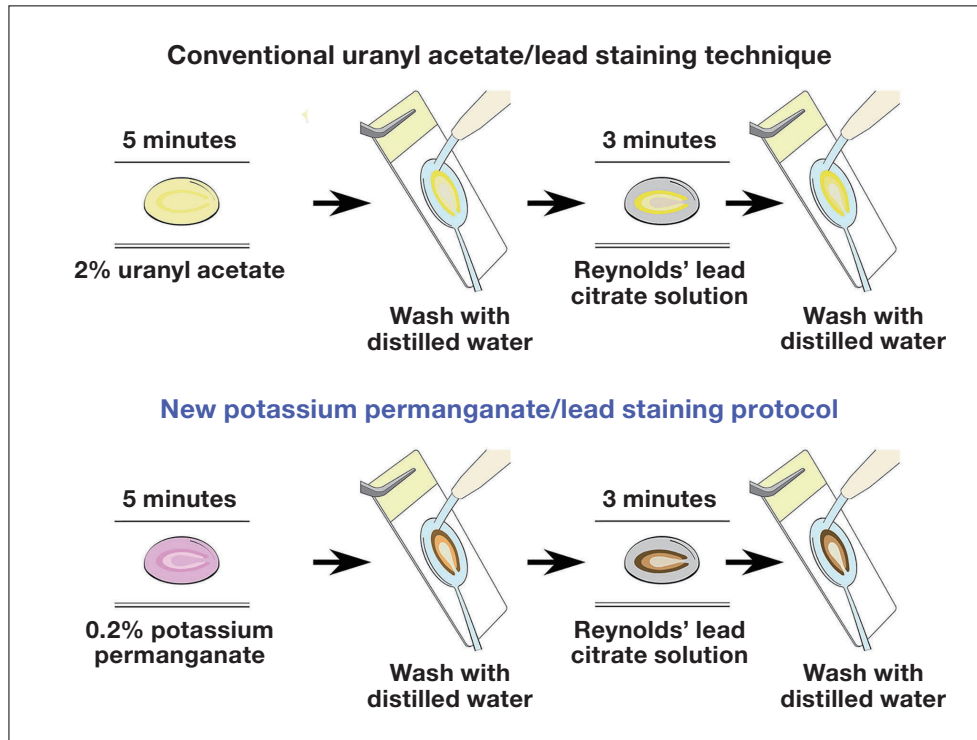 Conventional uranyl acetate/lead staining technique
5 minutes
3 minutes
2% uranyl acetate
Reynolds’ lead
citrate solution
Wash with
distilled water
Wash with
distilled water
New potassium permanganate/lead staining protocol
5 minutes
3 minutes
0.2% potassium
permanganate
Reynolds’ lead
citrate solution
Wash with
distilled water
Wash with
distilled water